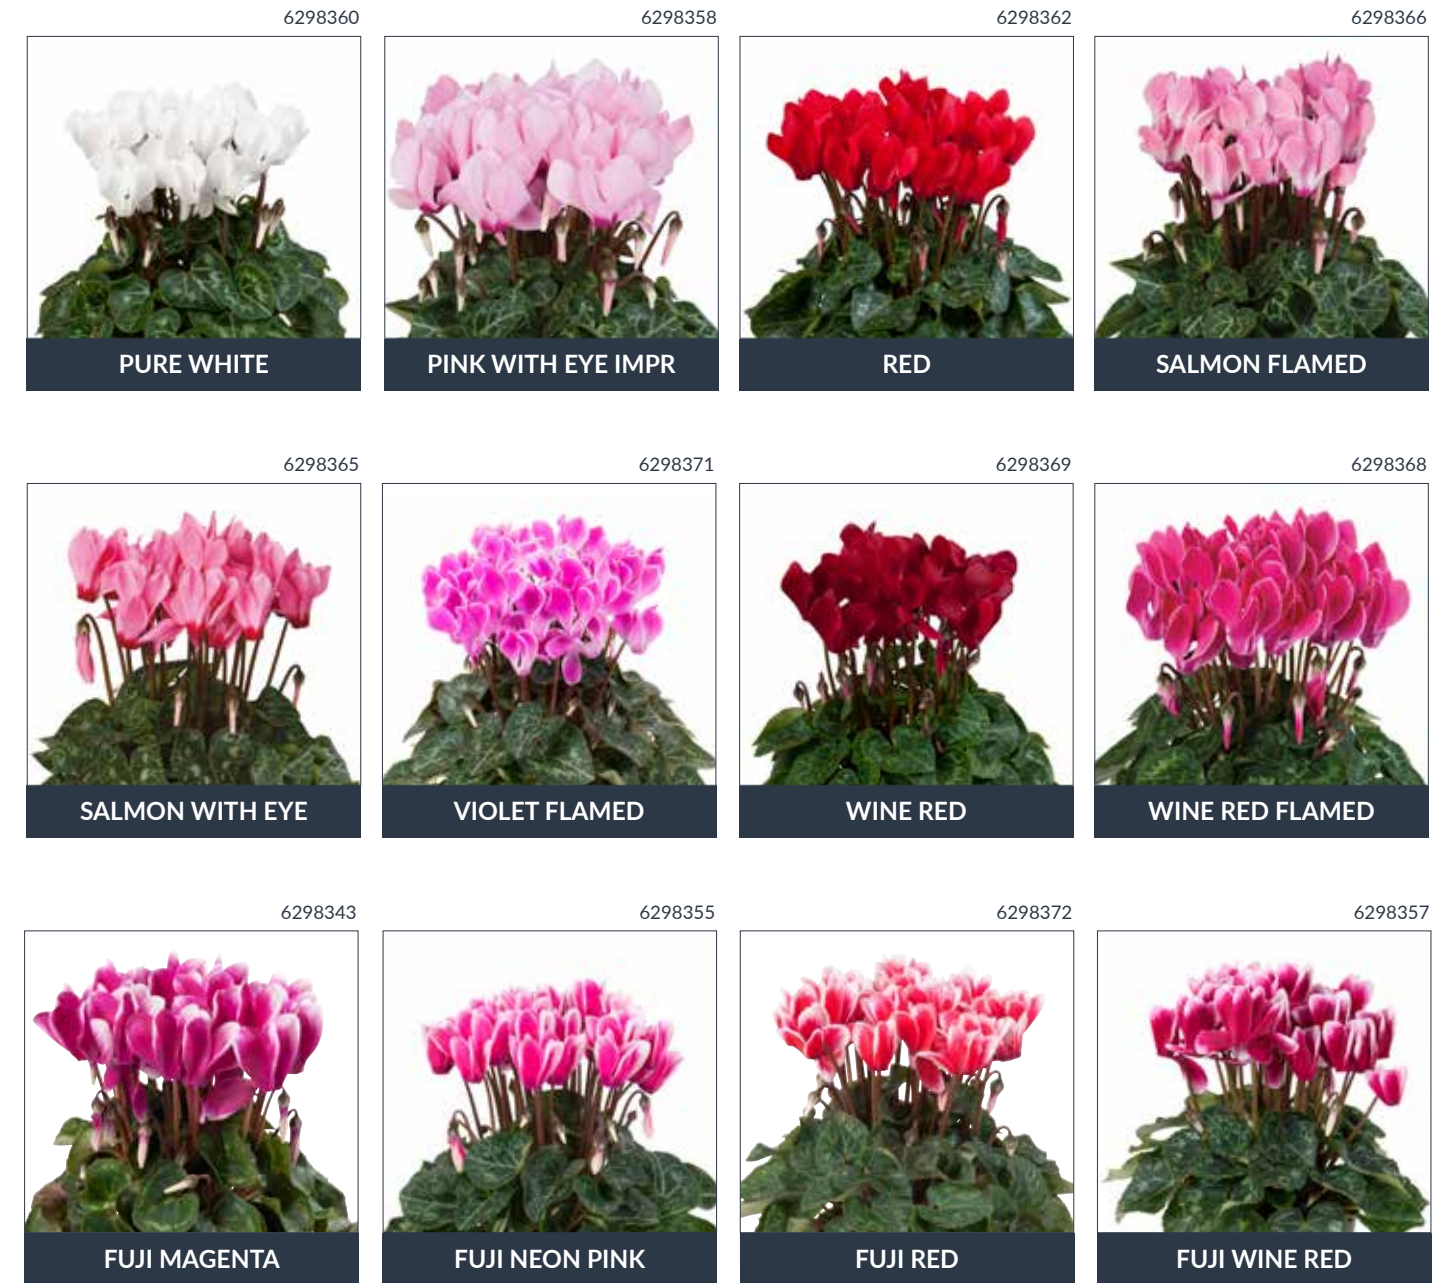 6298360
6298358
6298362
6298366
PURE WHITE
PINK WITH EYE IMPR
RED
SALMON FLAMED
6298365
6298371
6298369
6298368
SALMON WITH EYE
VIOLET FLAMED
WINE RED
WINE RED FLAMED
6298343
6298355
6298372
6298357
FUJI MAGENTA
FUJI NEON PINK
FUJI RED
FUJI WINE RED